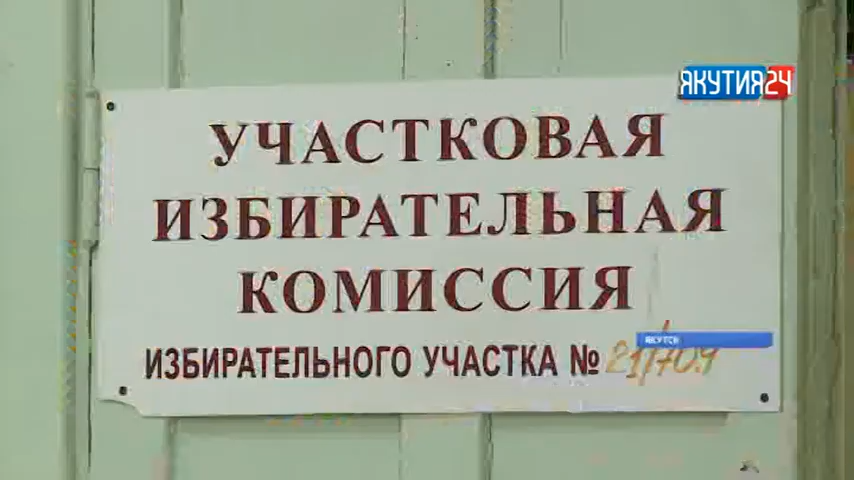 ЯКУТИЯ24
УЧАСТКОВАЯ
ИЗБИРАТЕЛЬНАЯ
КОМИССИЯ
ЯКУТСК
ИЗБИРАТЕЛЬНОГО УЧАСТКА №